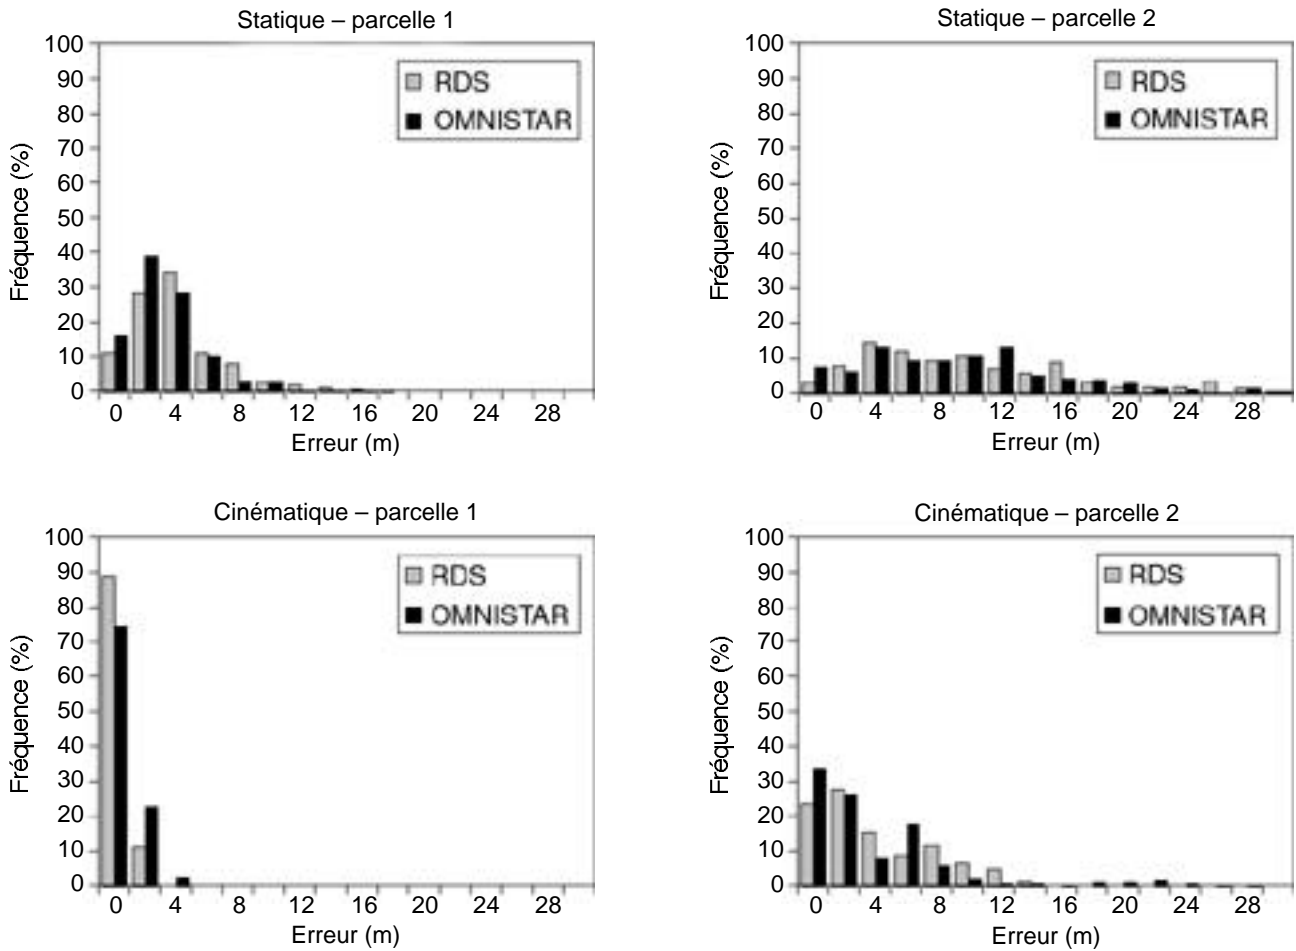 Statique – parcelle 1
100
90
80
70
60
50
40
30
20
10
0
Fréquence (%)
RDS
OMNISTAR
0 4 8 12 16 20 24 28
Erreur (m)
Statique – parcelle 2
100
90
80
70
60
50
40
30
20
10
0
Fréquence (%)
RDS
OMNISTAR
0 4 8 12 16 20 24 28
Erreur (m)
Cinématique – parcelle 1
100
90
80
70
60
50
40
30
20
10
0
Fréquence (%)
RDS
OMNISTAR
0 4 8 12 16 20 24 28
Erreur (m)
Cinématique – parcelle 2
100
90
80
70
60
50
40
30
20
10
0
Fréquence (%)
RDS
OMNISTAR
0 4 8 12 16 20 24 28
Erreur (m)